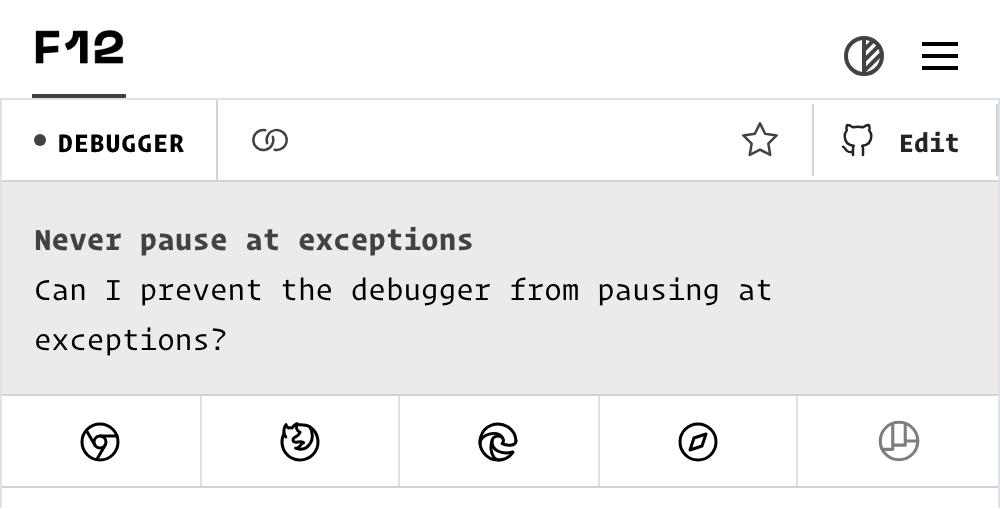 F12
DEBUGGER
Edit
Never pause at exceptions
Can I prevent the debugger from pausing at
exceptions?